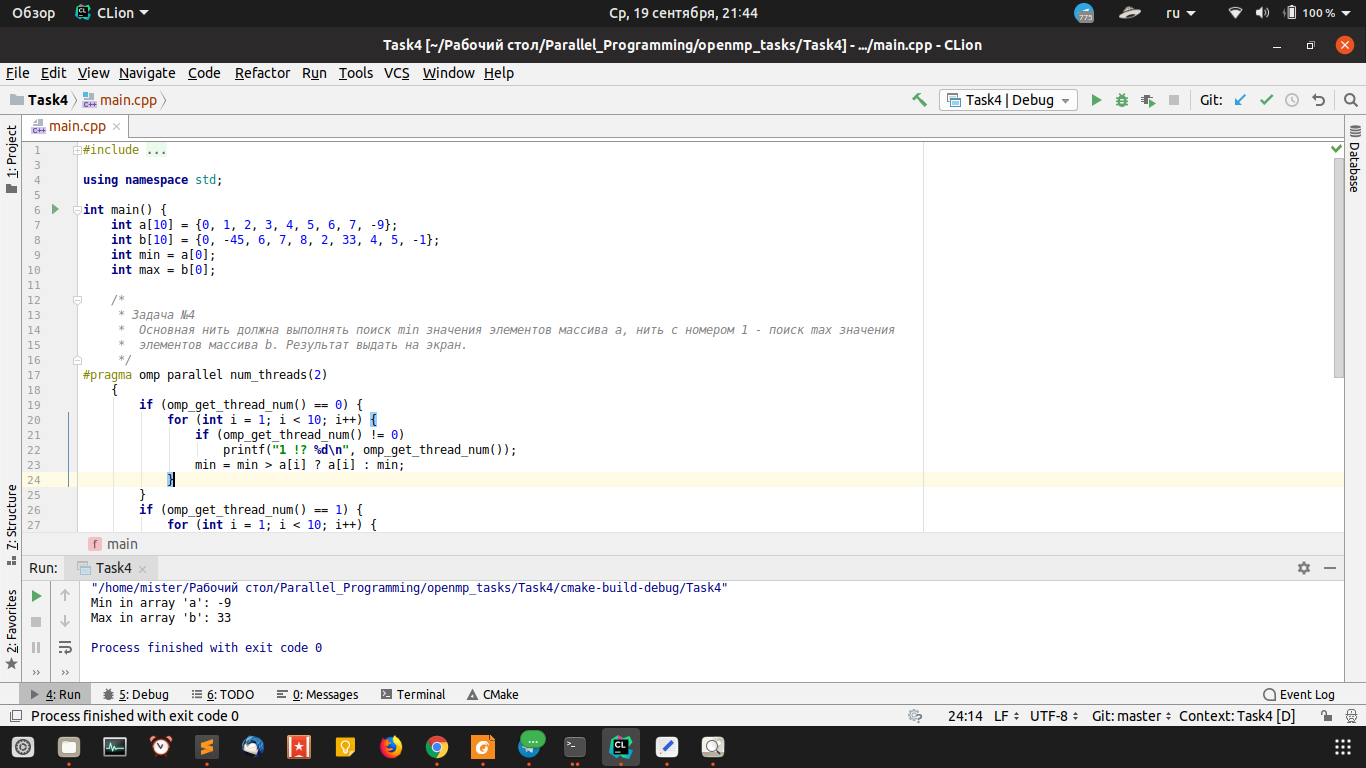 Обзор CLion Ср, 19 сентября, 21:44 775 ru 100 %
Task4 [~/Рабочий стол/Parallel_Programming/openmp_tasks/Task4] - .../main.cpp - CLion
File Edit View Navigate Code Refactor Run Tools VCS Window Help
Task4 main.cpp Task4 | Debug Git:
main.cpp
1: Project
7: Structure
2: Favorites
Database
1 #include ...
3
4 using namespace std;
5
6 int main() {
7 int a[10] = {0, 1, 2, 3, 4, 5, 6, 7, -9};
8 int b[10] = {0, -45, 6, 7, 8, 2, 33, 4, 5, -1};
9 int min = a[0];
10 int max = b[0];
11
12 /*
13 * Задача №4
14 * Основная нить должна выполнять поиск min значения элементов массива a, нить с номером 1 - поиск max значения
15 * элементов массива b. Результат выдать на экран.
16 */
17 #pragma omp parallel num_threads(2)
18 {
19 if (omp_get_thread_num() == 0) {
20 for (int i = 1; i < 10; i++) {
21 if (omp_get_thread_num() != 0)
22 printf("1 !? %d\n", omp_get_thread_num());
23 min = min > a[i] ? a[i] : min;
24 }
25 }
26 if (omp_get_thread_num() == 1) {
27 for (int i = 1; i < 10; i++) {
f main
Run: Task4
"/home/mister/Рабочий стол/Parallel_Programming/openmp_tasks/Task4/cmake-build-debug/Task4"
Min in array 'a': -9
Max in array 'b': 33
Process finished with exit code 0
4: Run 5: Debug 6: TODO 0: Messages Terminal CMake Event Log
Process finished with exit code 0 24:14 LF UTF-8 Git: master Context: Task4 [D]